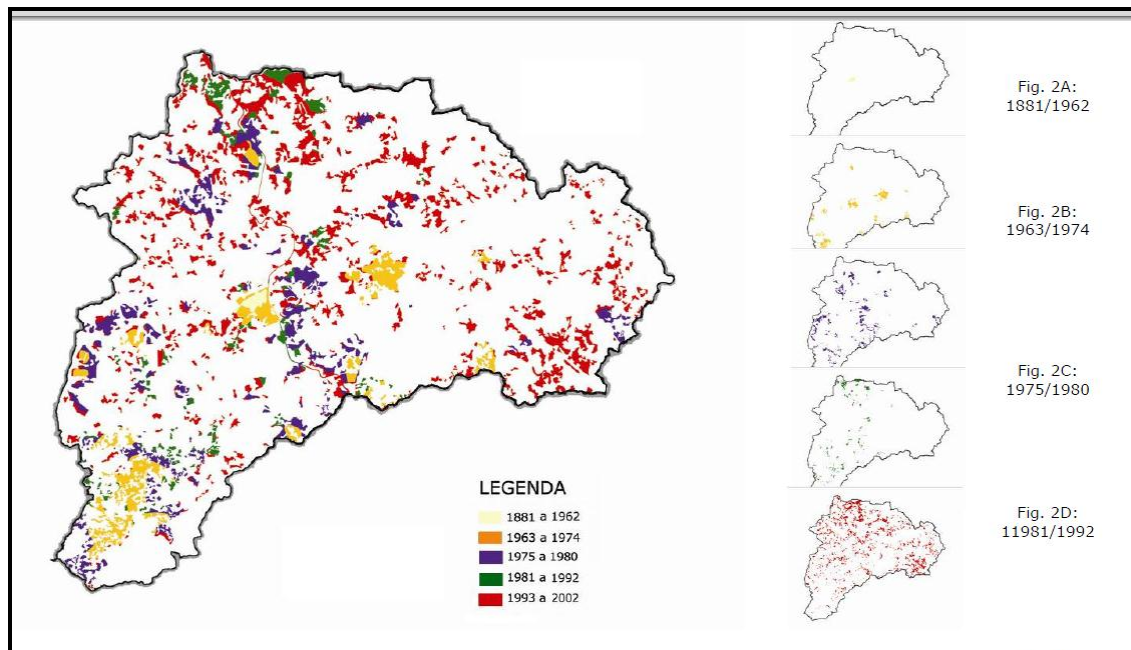 LEGENDA
1881 a 1962
1963 a 1974
1975 a 1980
1981 a 1992
1993 a 2002
Fig. 2A:
1881/1962
Fig. 2B:
1963/1974
Fig. 2C:
1975/1980
Fig. 2D:
11981/1992